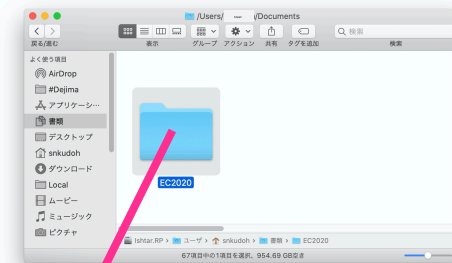 /Users/ /Documents
戻る/進む 表示 グループ アクション 共有 タグを追加 検索
検索
よく使う項目
AirDrop
#Dejima
アプリケーシ…
書類
デスクトップ
snkudoh
ダウンロード
Local
ムービー
ミュージック
ピクチャ
EC2020
Ishtar.RP › ユーザ › snkudoh › 書類 › EC2020
67項目中の1項目を選択、954.69 GB空き